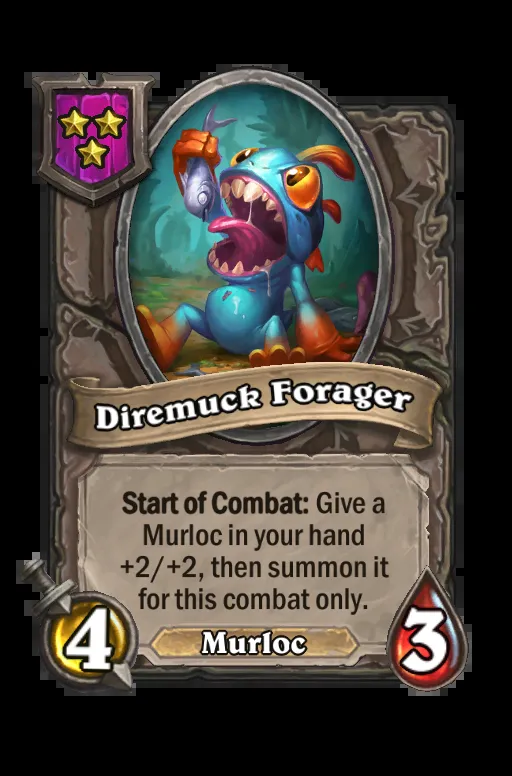 Diremuck Forager
Start of Combat: Give a
Murloc in your hand
+2/+2, then summon it
for this combat only.
4
Murloc
3